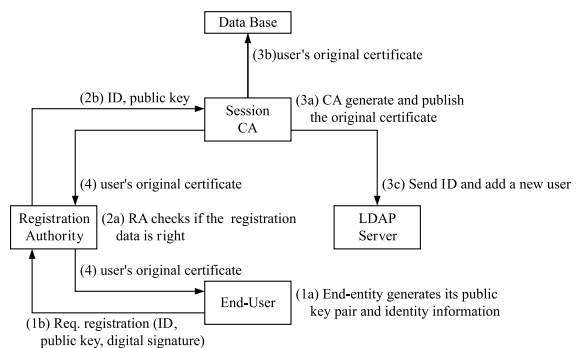 Data Base
(3b)user's original certificate
(2b) ID, public key
Session
CA
(3a) CA generate and publish
the original certificate
(4) user's original certificate
(3c) Send ID and add a new user
Registration
Authority
(2a) RA checks if the registration
data is right
LDAP
Server
(4) user's original certificate
End-User
(1a) End-entity generates its public
key pair and identity information
(1b) Req. registration (ID,
public key, digital signature)